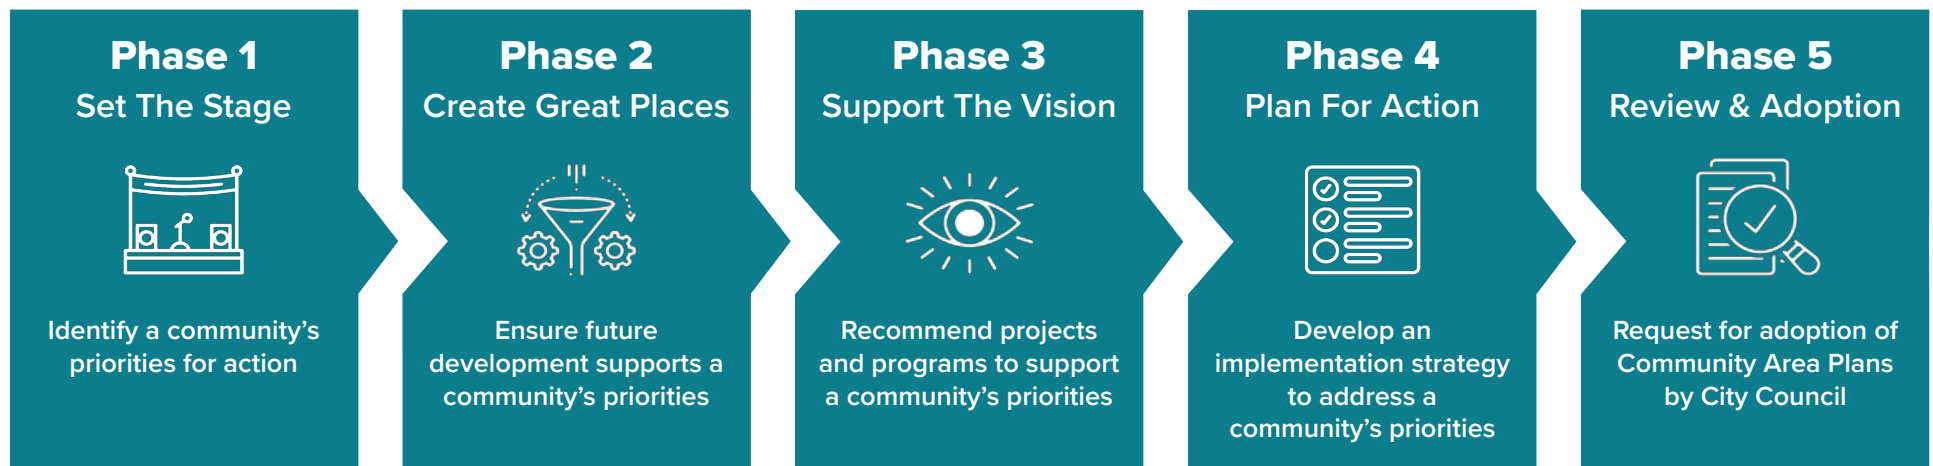 Phase 1
Set The Stage
Identify a community’s
priorities for action
Phase 2
Create Great Places
Ensure future
development supports a
community’s priorities
Phase 3
Support The Vision
Recommend projects
and programs to support
a community’s priorities
Phase 4
Plan For Action
Develop an
implementation strategy
to address a
community’s priorities
Phase 5
Review & Adoption
Request for adoption of
Community Area Plans
by City Council